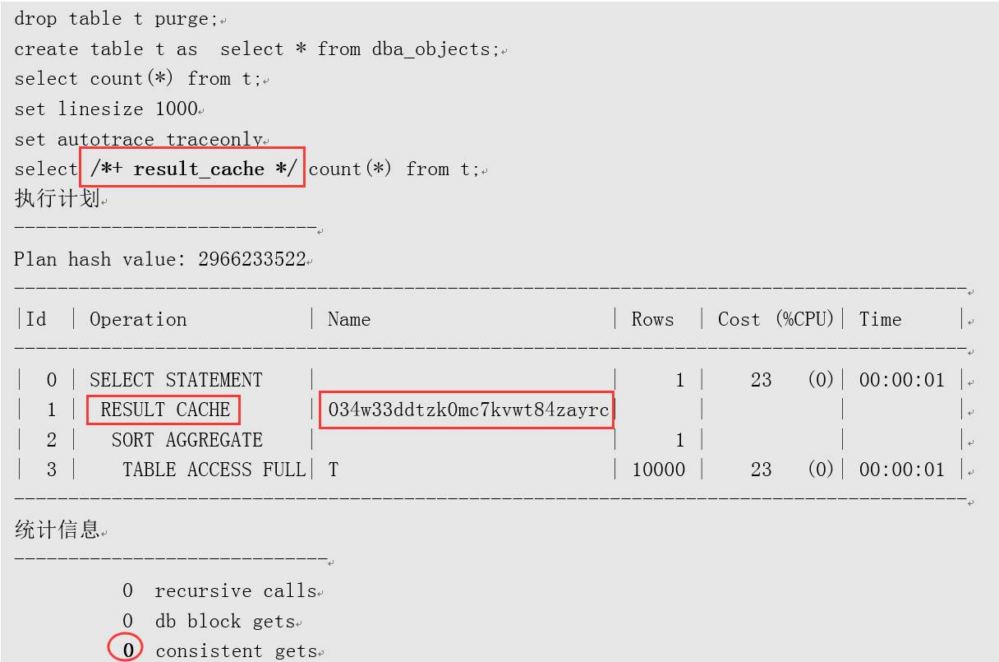 drop table t purge;
create table t as  select * from dba_objects;
select count(*) from t;
set linesize 1000
set autotrace traceonly
select /*+ result_cache */ count(*) from t;
执行计划
----------------------------
Plan hash value: 2966233522
----------------------------------------------------------------------------------------
|Id  | Operation           | Name                       | Rows  | Cost (%CPU)| Time     |
----------------------------------------------------------------------------------------
|  0 | SELECT STATEMENT    |                            |     1 |    23   (0)| 00:00:01 |
|  1 |  RESULT CACHE       | 034w33ddtzk0mc7kvwt84zayrc |       |            |          |
|  2 |   SORT AGGREGATE    |                            |     1 |            |          |
|  3 |    TABLE ACCESS FULL| T                          | 10000 |    23   (0)| 00:00:01 |
----------------------------------------------------------------------------------------
统计信息
-----------------------------
          0  recursive calls
          0  db block gets
          0  consistent gets